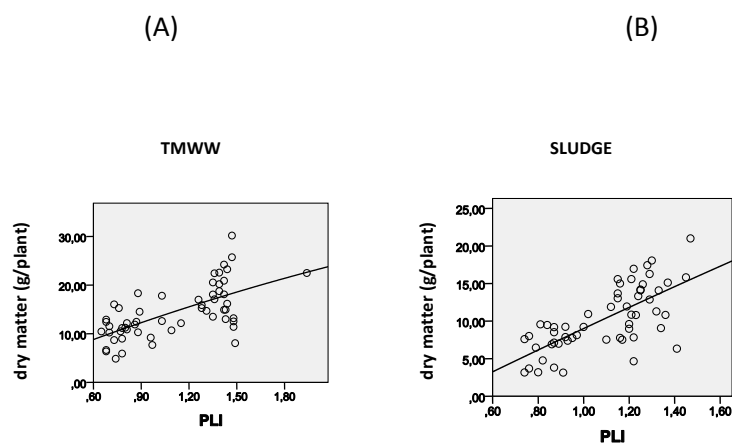 (A)
(B)
TMWW
SLUDGE
dry matter (g/plant)
30,00
20,00
10,00
,00
,60
,90
1,20
1,50
1,80
PLI
dry matter (g/plant)
25,00
20,00
15,00
10,00
5,00
,00
,60
,80
1,00
1,20
1,40
1,60
PLI